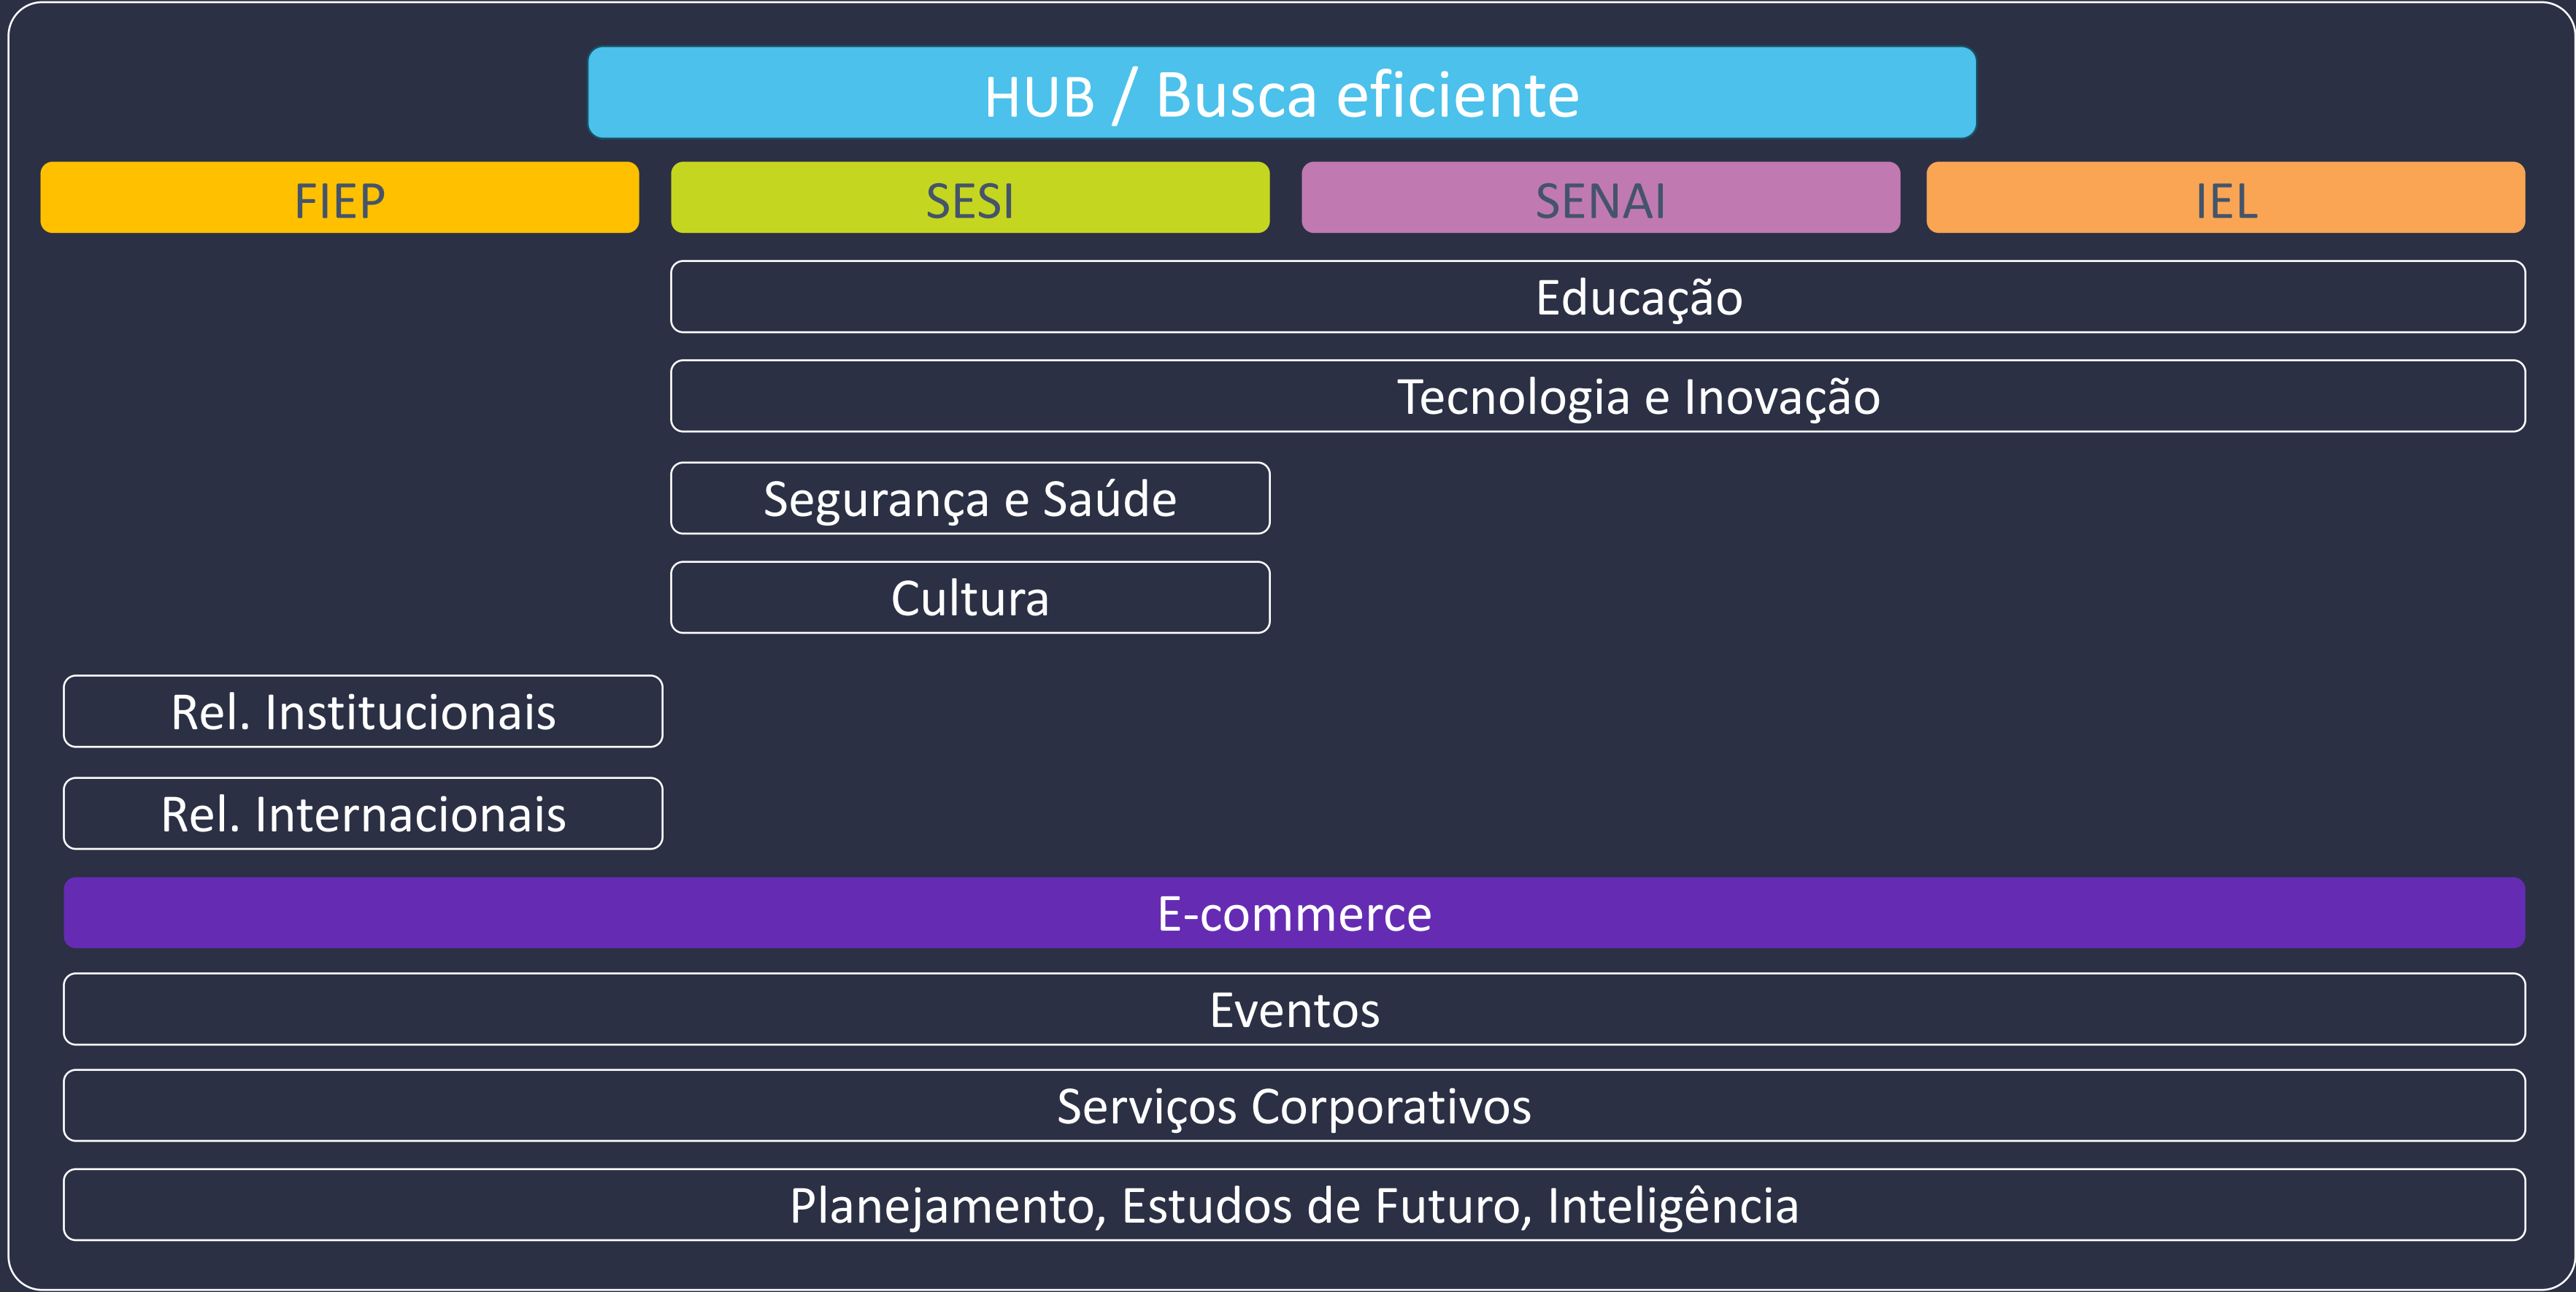 HUB / Busca eficiente
FIEP
SESI
SENAI
IEL
Educação
Tecnologia e Inovação
Segurança e Saúde
Cultura
Rel. Institucionais
Rel. Internacionais
E-commerce
Eventos
Serviços Corporativos
Planejamento, Estudos de Futuro, Inteligência